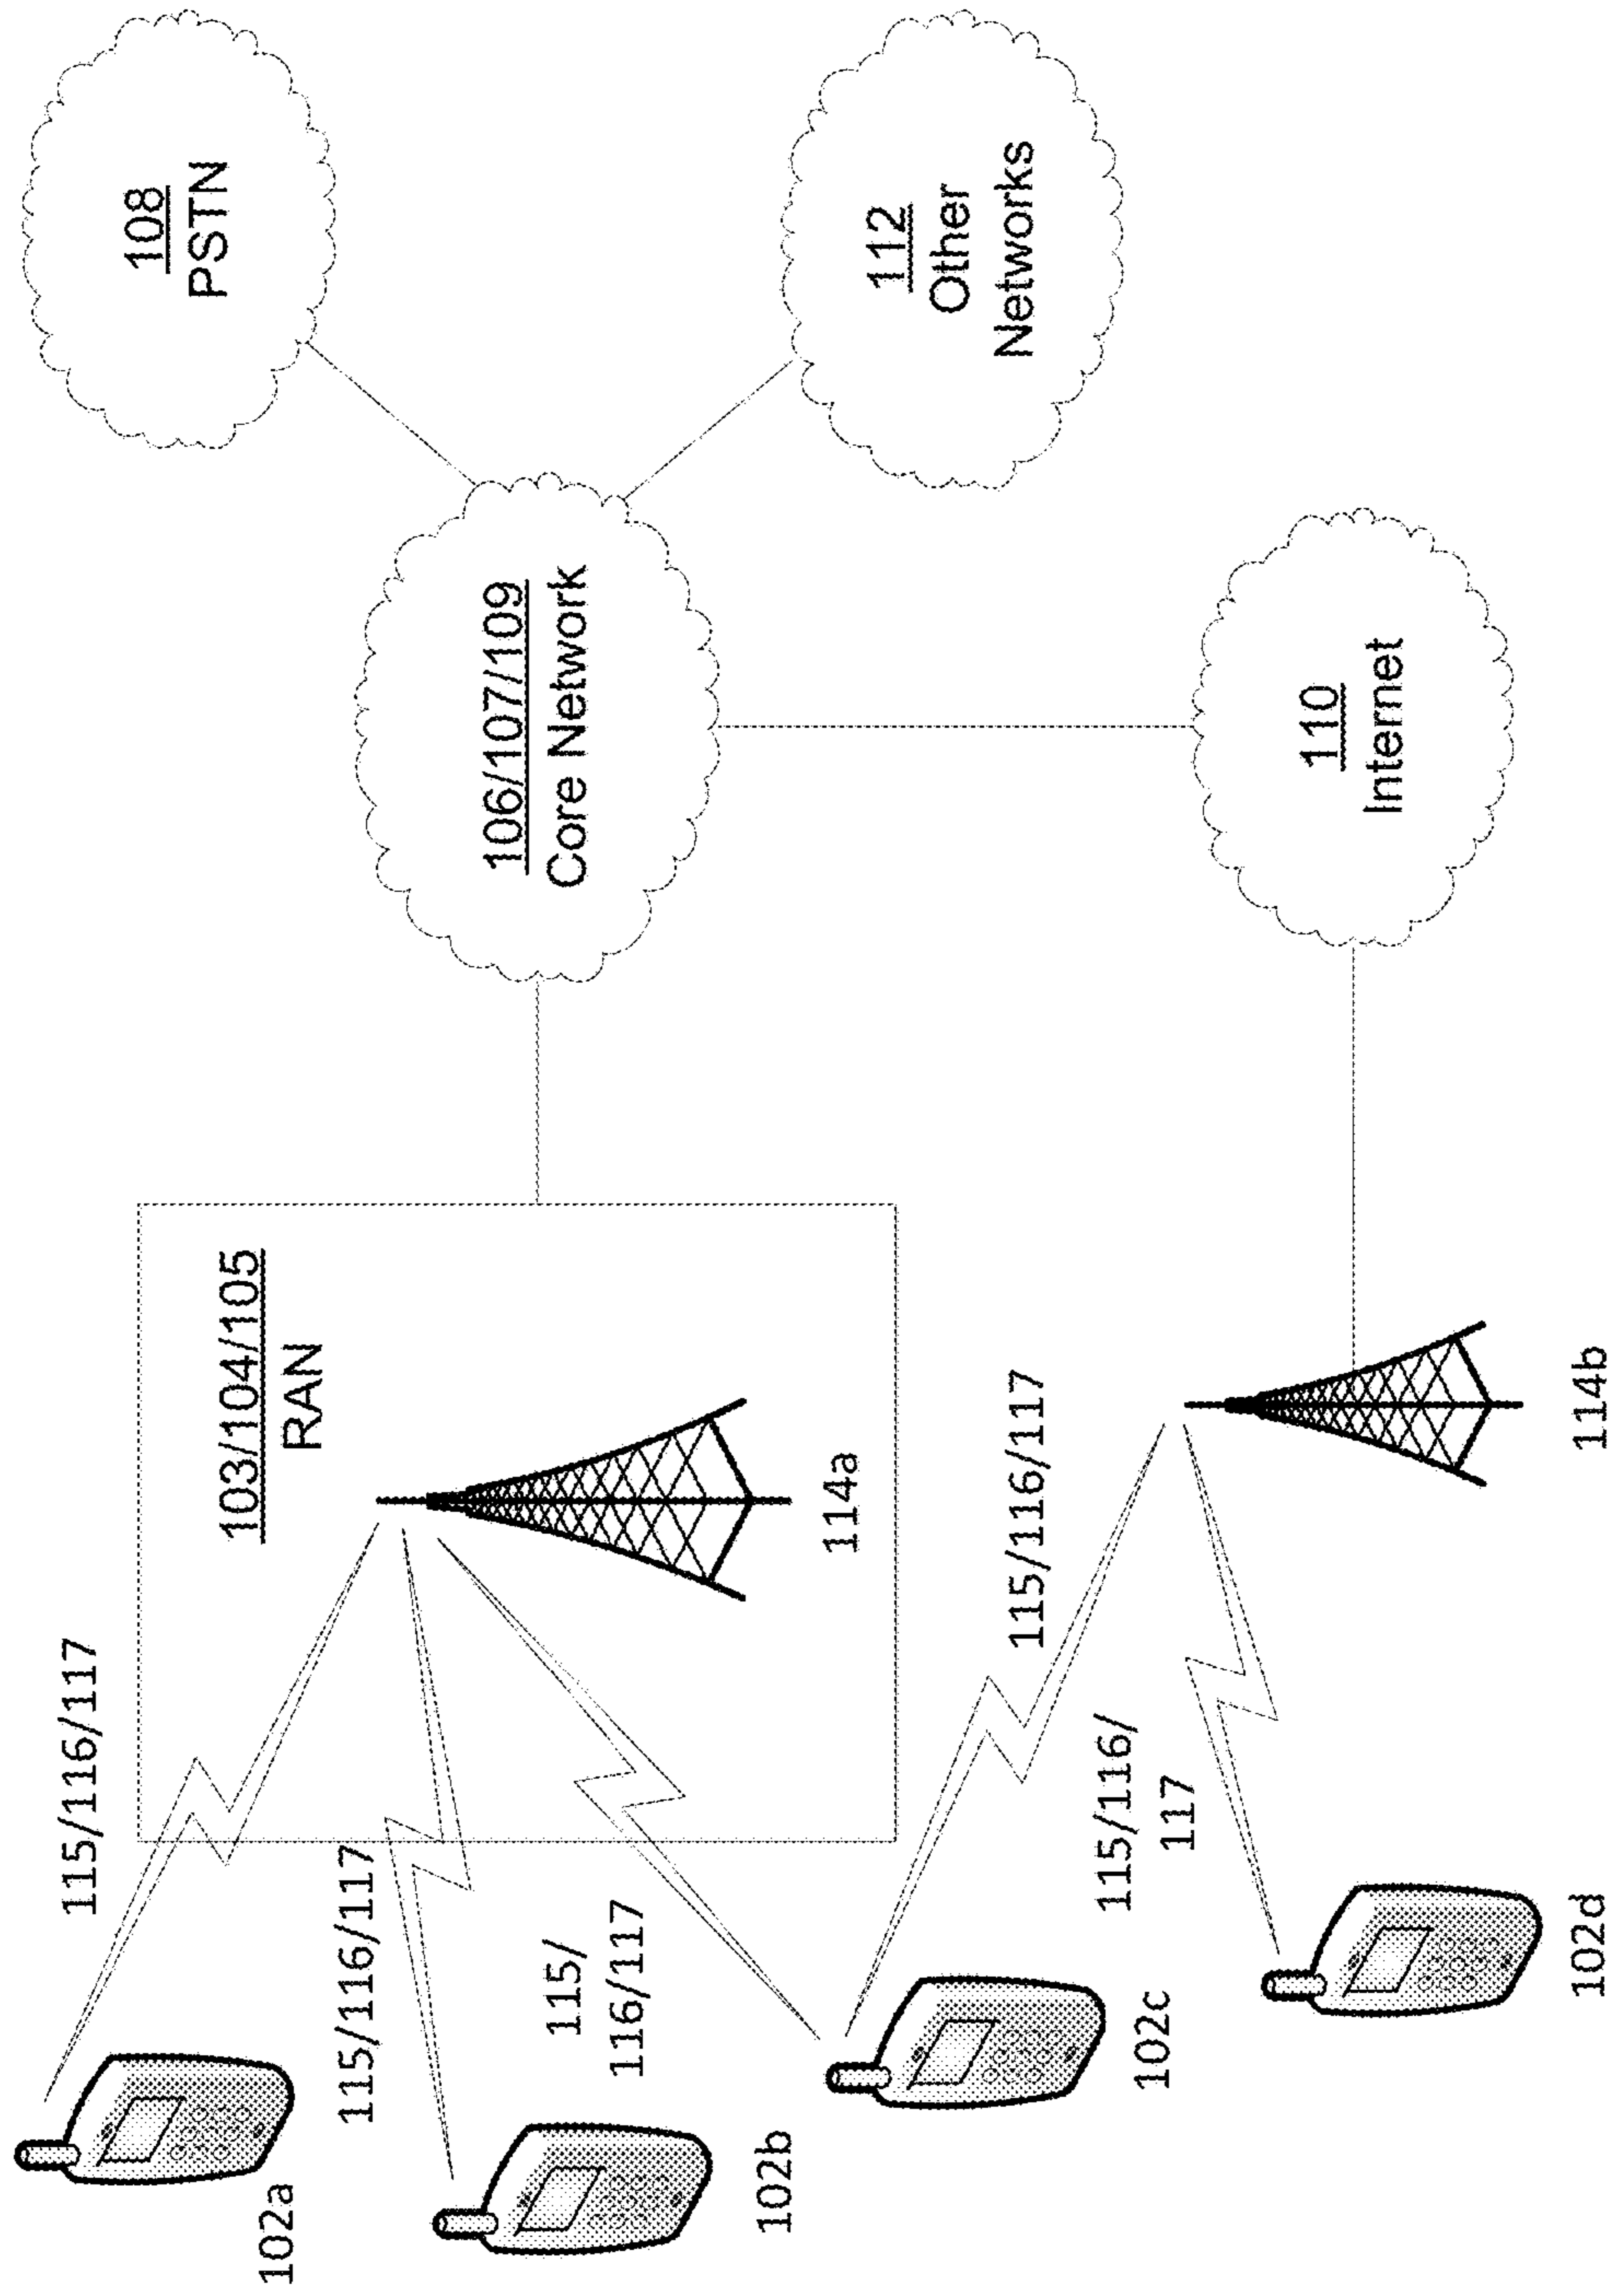 115/116/117
103/104/105
RAN
108
PSTN
102a
115/116/117
106/107/109
Core Network
115/
116/117
102b
114a
112
Other
Networks
115/116/117
102c
115/116/
117
110
Internet
102d
114b